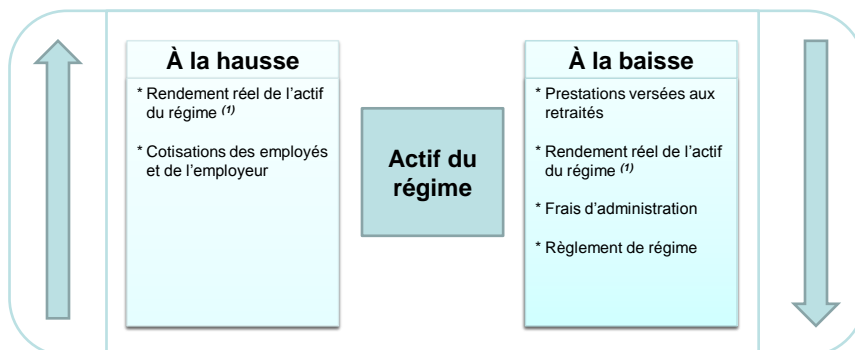 À la hausse
* Rendement réel de l'actif
du régime (1)
* Cotisations des employés
et de l'employeur
Actif du
régime
À la baisse
* Prestations versées aux
retraités
* Rendement réel de l'actif
du régime (1)
* Frais d'administration
* Règlement de régime